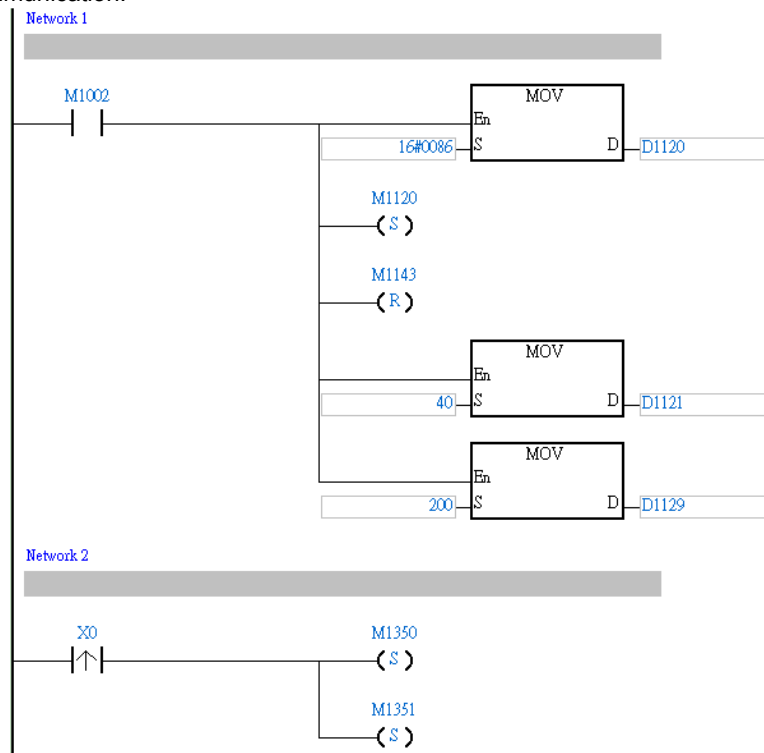 Network 1
M1002
MOV
En
16#0086 S D D1120
M1120
( S )
M1143
( R )
MOV
En
40 S D D1121
MOV
En
200 S D D1129
Network 2
X0 M1350
( S )
M1351
( S )